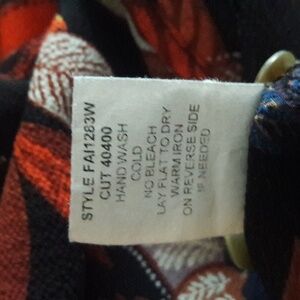 STYLE FAI1283W
CUT 40400
HAND WASH
COLD
NO BLEACH
LAY FLAT TO DRY
WARM IRON
ON REVERSE SIDE
IF NEEDED